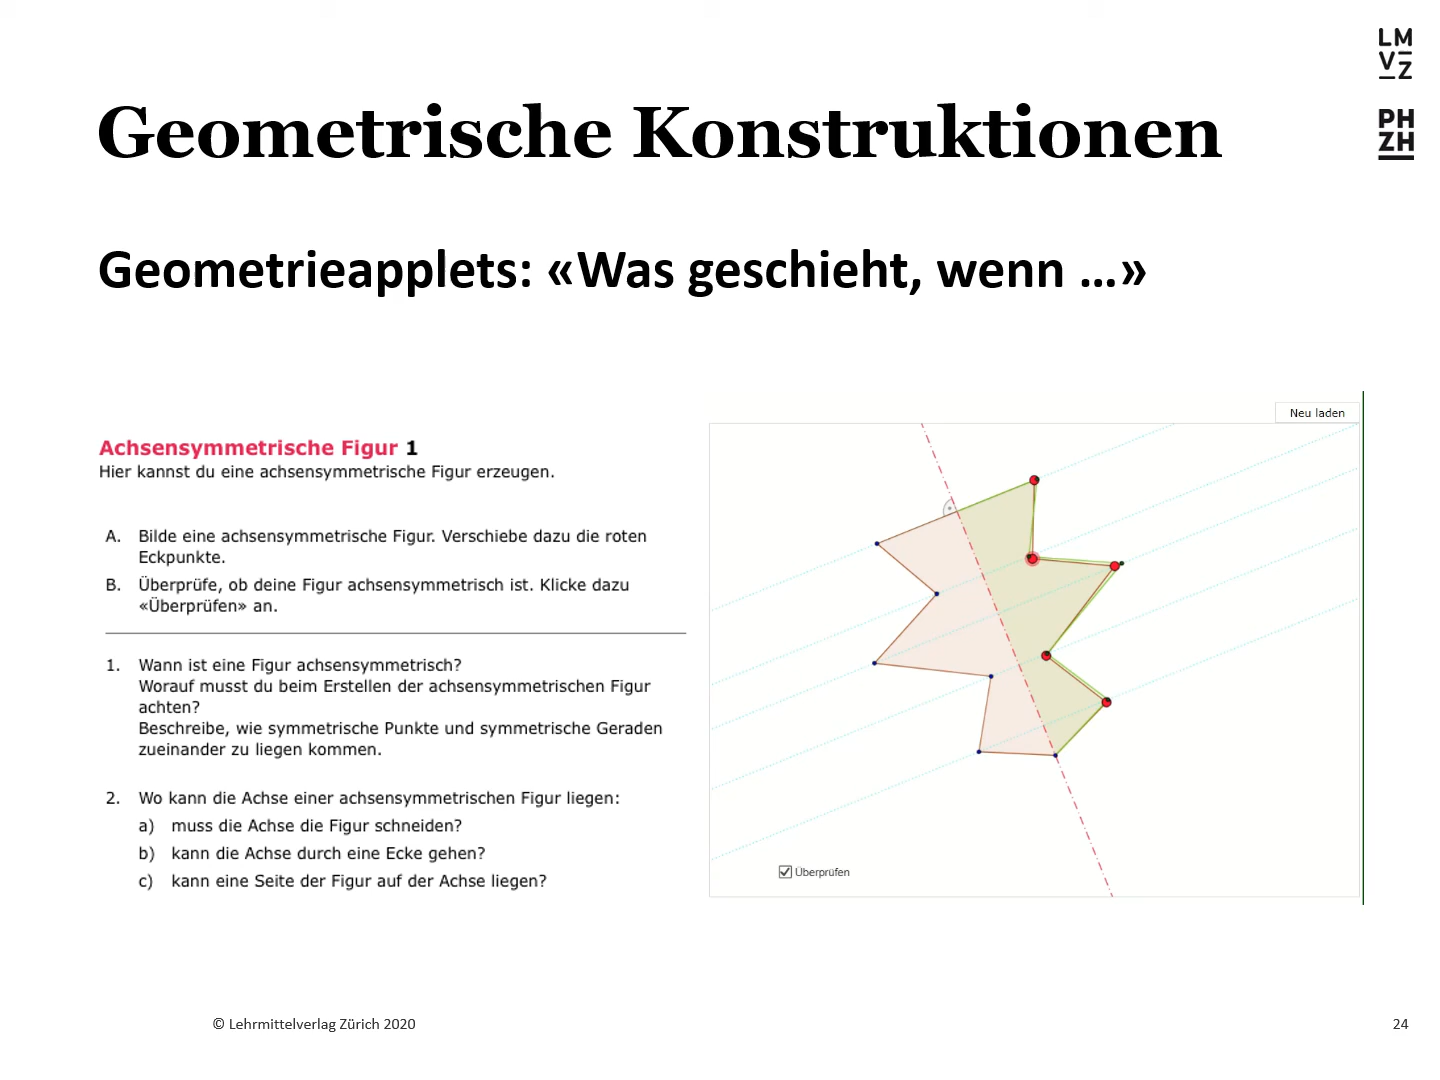 LM
VZ
PH
ZH
Geometrische Konstruktionen
Geometrieapplets: «Was geschieht, wenn …»
Neu laden
Achsensymmetrische Figur 1
Hier kannst du eine achsensymmetrische Figur erzeugen.
A. Bilde eine achsensymmetrische Figur. Verschiebe dazu die roten
Eckpunkte.
B. Überprüfe, ob deine Figur achsensymmetrisch ist. Klicke dazu
«Überprüfen» an.
1. Wann ist eine Figur achsensymmetrisch?
Worauf musst du beim Erstellen der achsensymmetrischen Figur
achten?
Beschreibe, wie symmetrische Punkte und symmetrische Geraden
zueinander zu liegen kommen.
2. Wo kann die Achse einer achsensymmetrischen Figur liegen:
a) muss die Achse die Figur schneiden?
b) kann die Achse durch eine Ecke gehen?
c) kann eine Seite der Figur auf der Achse liegen?
Überprüfen
© Lehrmittelverlag Zürich 2020
24